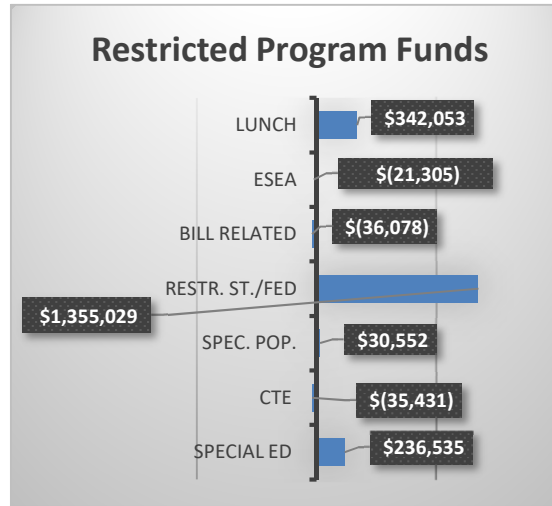 Restricted Program Funds
LUNCH $342,053
ESEA $(21,305)
BILL RELATED $(36,078)
RESTR. ST./FED
$1,355,029
SPEC. POP. $30,552
CTE $(35,431)
SPECIAL ED $236,535